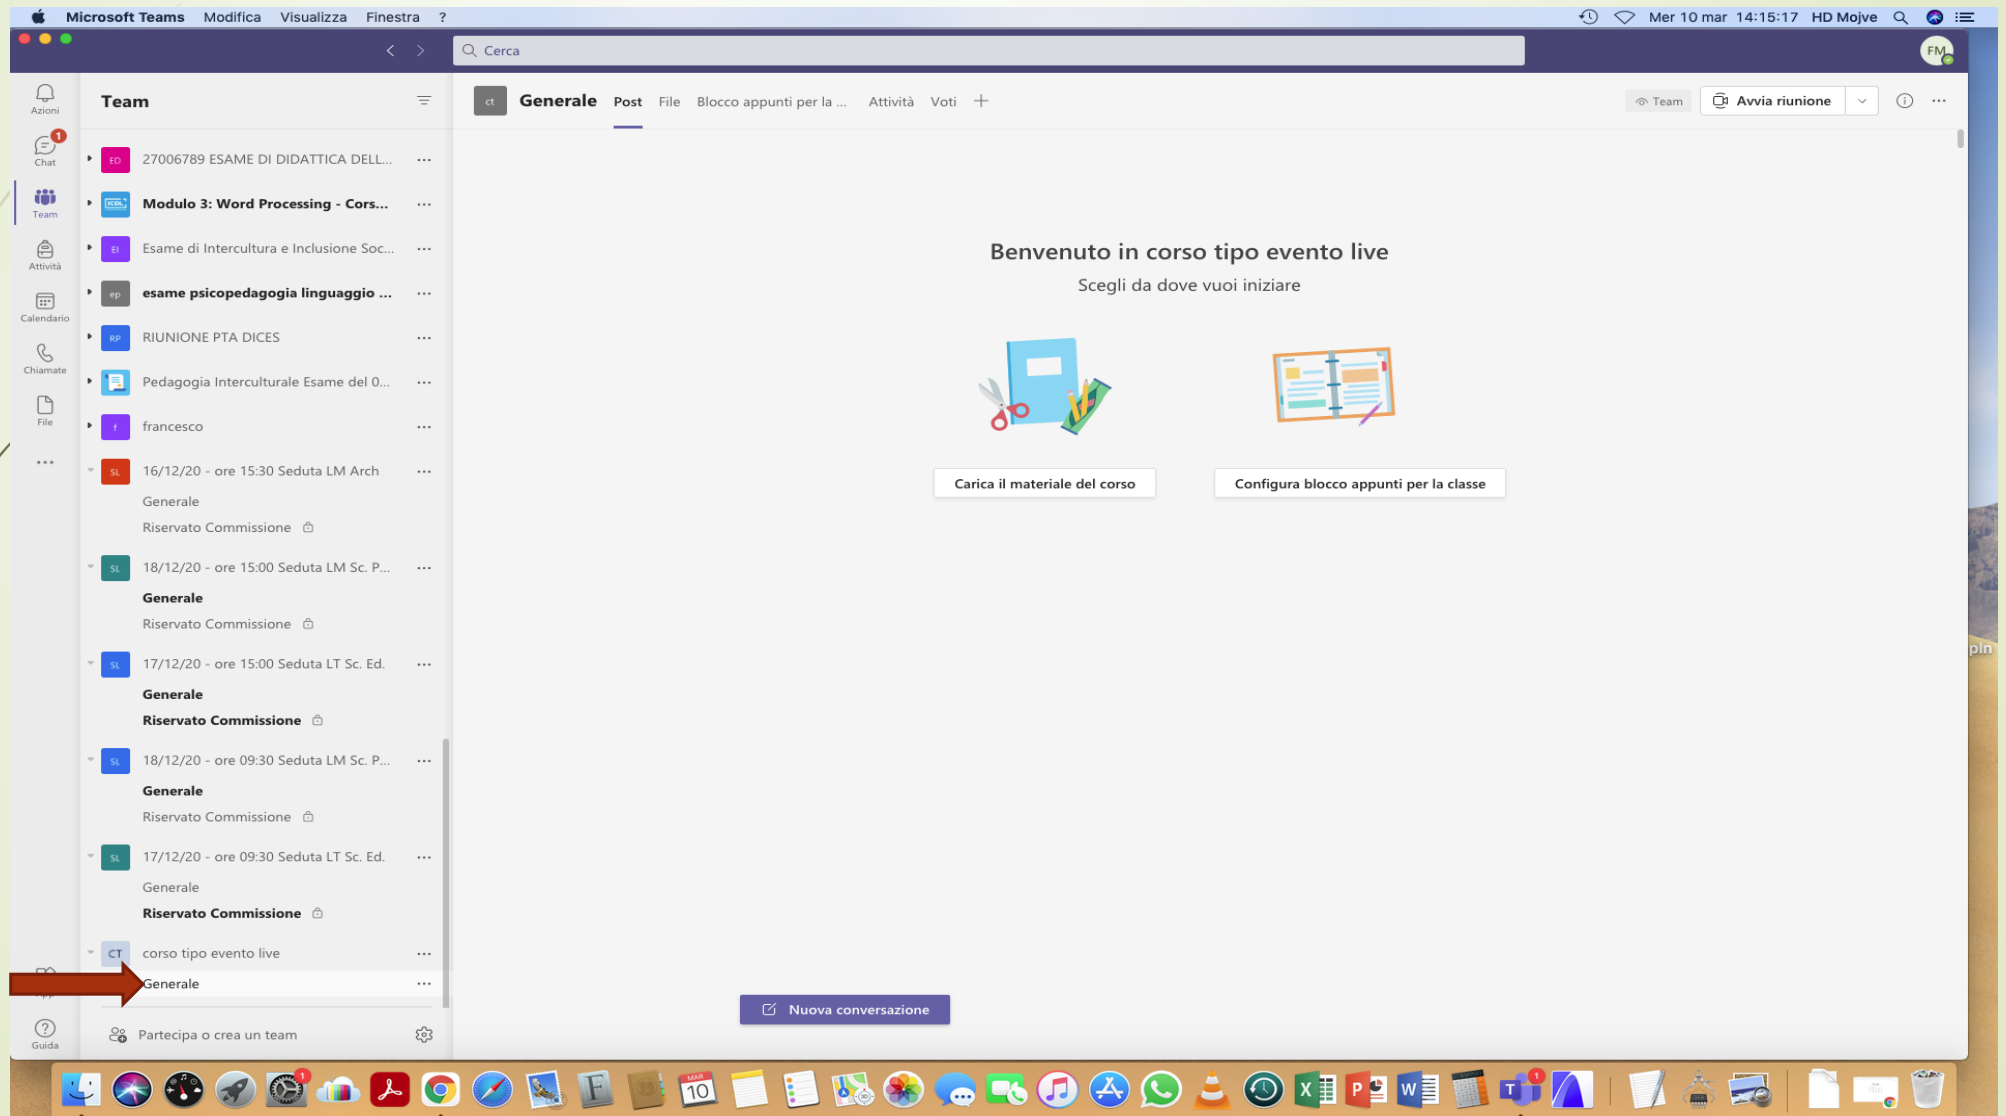 Microsoft Teams Modifica Visualizza Finestra ?
Mer 10 mar 14:15:17 HD Mojve
Cerca
FM
Azioni
Chat
1
Team
Attività
Calendario
Chiamate
File
Guida
Team
ED 27006789 ESAME DI DIDATTICA DELL...
Modulo 3: Word Processing - Cors...
EI Esame di Intercultura e Inclusione Soc...
ep esame psicopedagogia linguaggio ...
RP RIUNIONE PTA DICES
Pedagogia Interculturale Esame del 0...
f francesco
SL 16/12/20 - ore 15:30 Seduta LM Arch
Generale
Riservato Commissione
SL 18/12/20 - ore 15:00 Seduta LM Sc. P...
Generale
Riservato Commissione
SL 17/12/20 - ore 15:00 Seduta LT Sc. Ed.
Generale
Riservato Commissione
SL 18/12/20 - ore 09:30 Seduta LM Sc. P...
Generale
Riservato Commissione
SL 17/12/20 - ore 09:30 Seduta LT Sc. Ed.
Generale
Riservato Commissione
CT corso tipo evento live
Generale
Partecipa o crea un team
ct Generale Post File Blocco appunti per la ... Attività Voti
Team Avvia riunione
Benvenuto in corso tipo evento live
Scegli da dove vuoi iniziare
Carica il materiale del corso
Configura blocco appunti per la classe
Nuova conversazione
pln
1
MAR
10
1